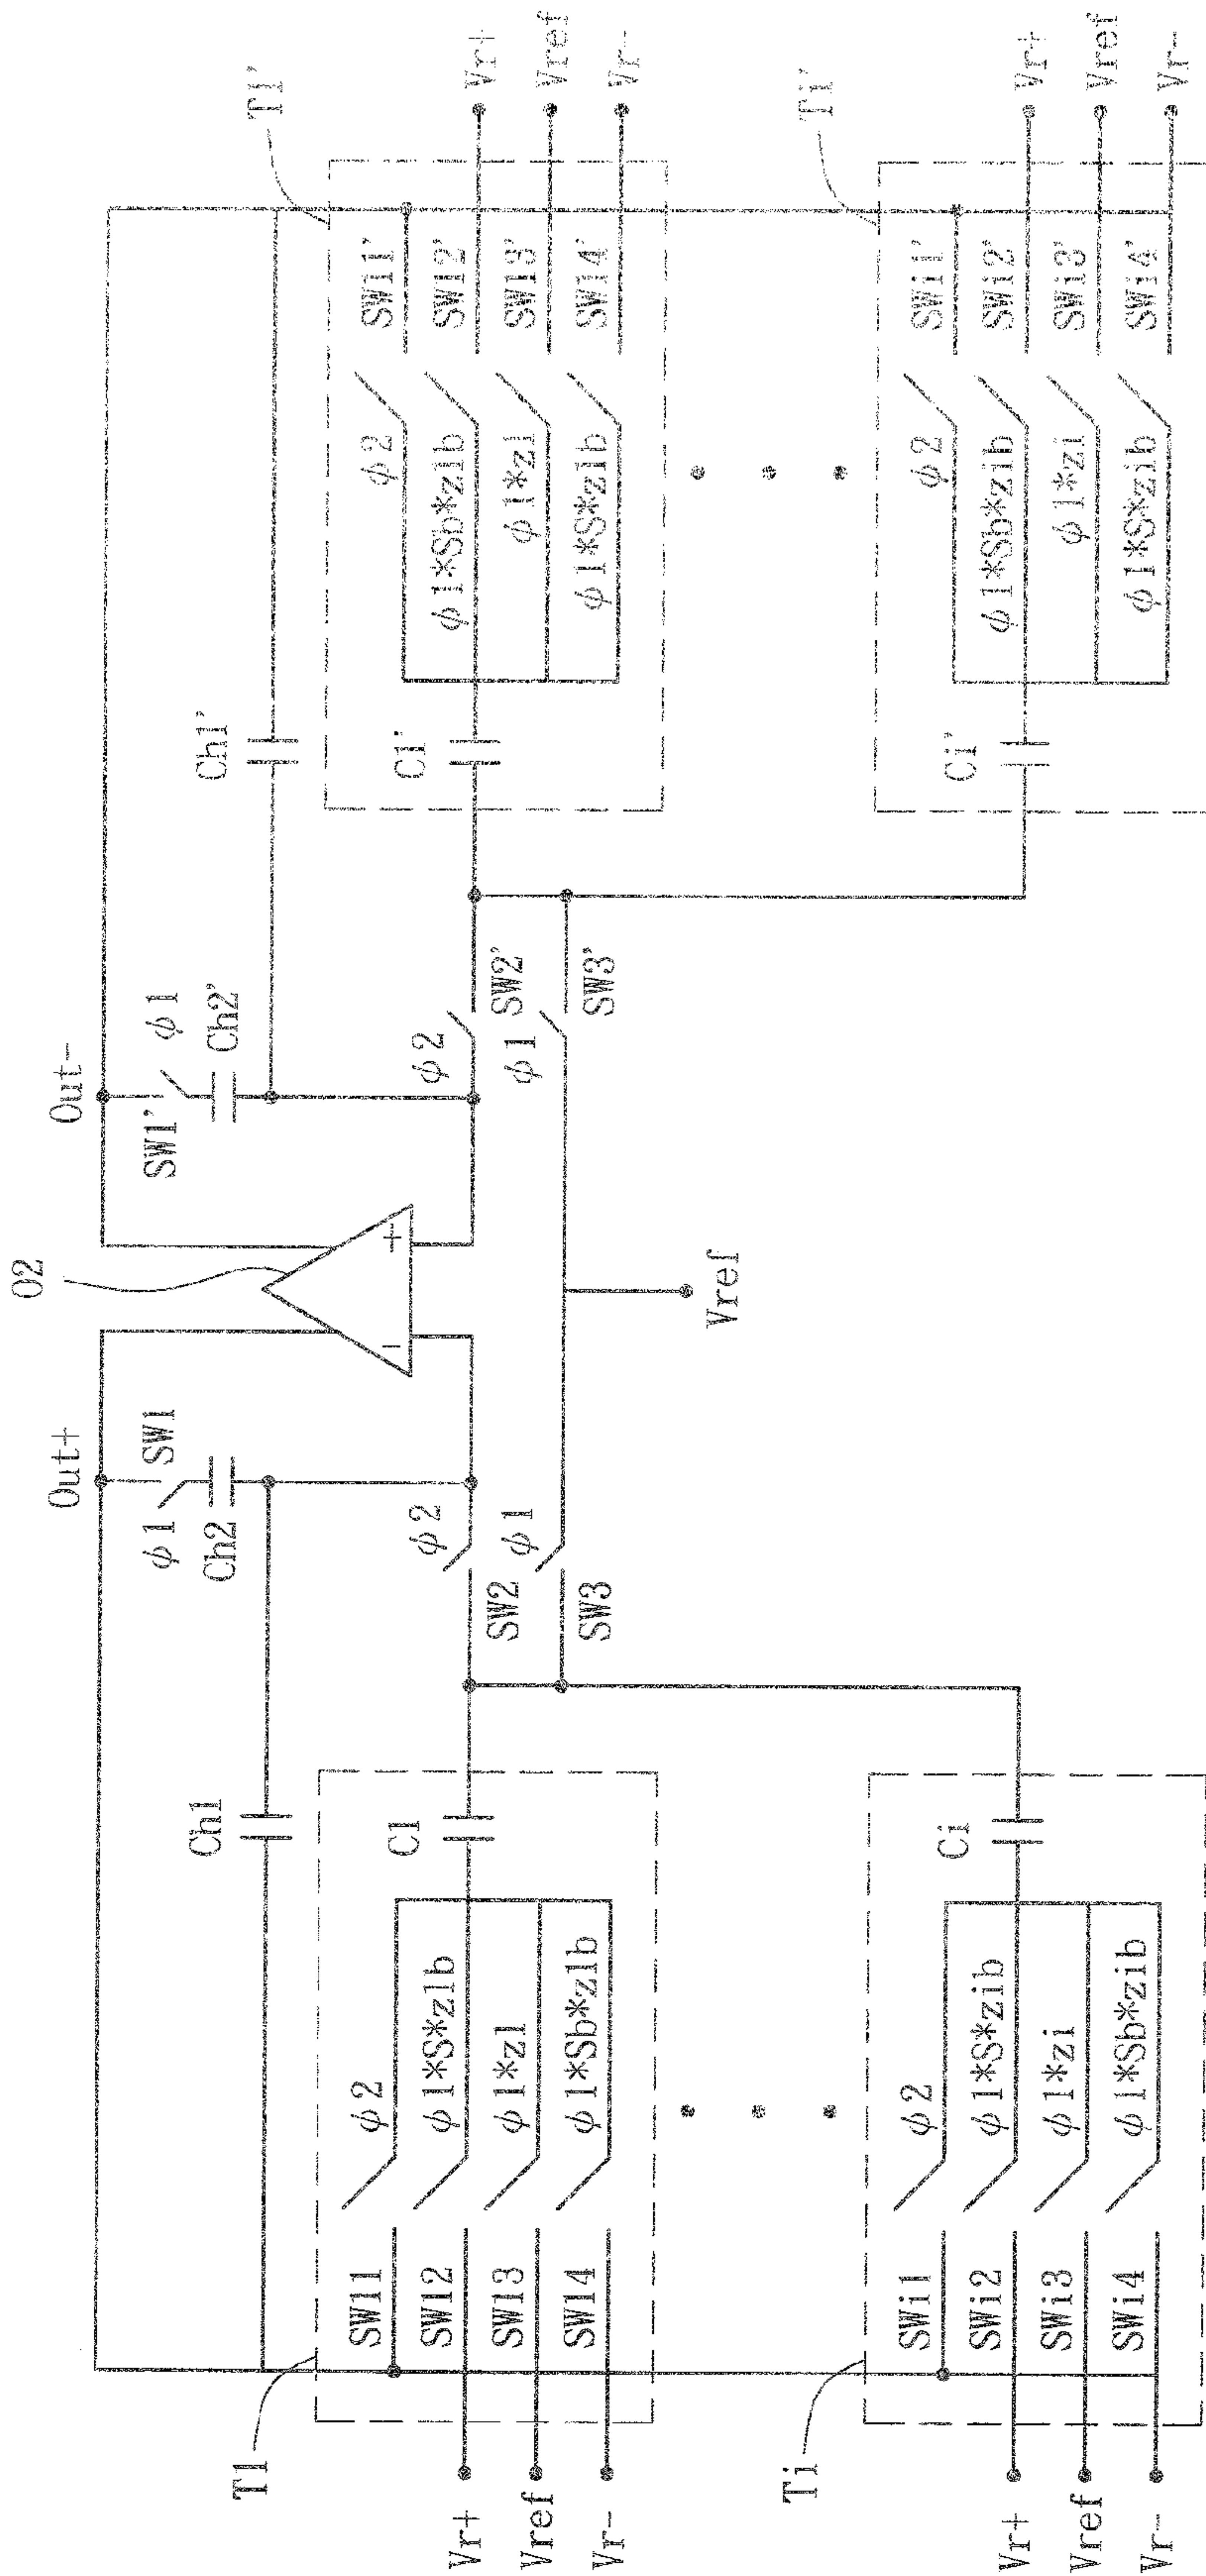 O2
Out+
Out-
SW1
φ1
Ch2
SW1'
φ1
Ch2'
Ch1
Ch1'
φ2
SW2
φ1
SW3
φ2
SW2'
φ1
SW3'
Vref
T1
SW11
φ2
SW12
φ1*S*z1b
SW13
φ1*z1
SW14
φ1*Sb*z1b
C1
Vr+
Vref
Vr-
Ti
SWi1
φ2
SWi2
φ1*S*zib
SWi3
φ1*zi
SWi4
φ1*Sb*zib
Ci
Vr+
Vref
Vr-
T1'
C1'
φ2
SW11'
φ1*Sb*z1b
SW12'
φ1*z1
SW13'
φ1*S*z1b
SW14'
Vr+
Vref
Vr-
Ti'
Ci'
φ2
SWi1'
φ1*Sb*zib
SWi2'
φ1*zi
SWi3'
φ1*S*zib
SWi4'
Vr+
Vref
Vr-
- +